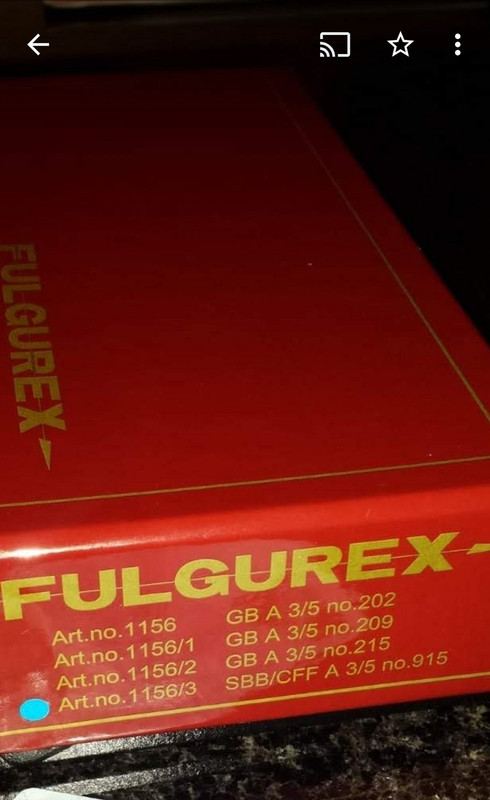 FULGUREX
FULGUREX
Art.no.1156 GB A 3/5 no.202
Art.no.1156/1 GB A 3/5 no.209
Art.no.1156/2 GB A 3/5 no.215
Art.no.1156/3 SBB/CFF A 3/5 no.915